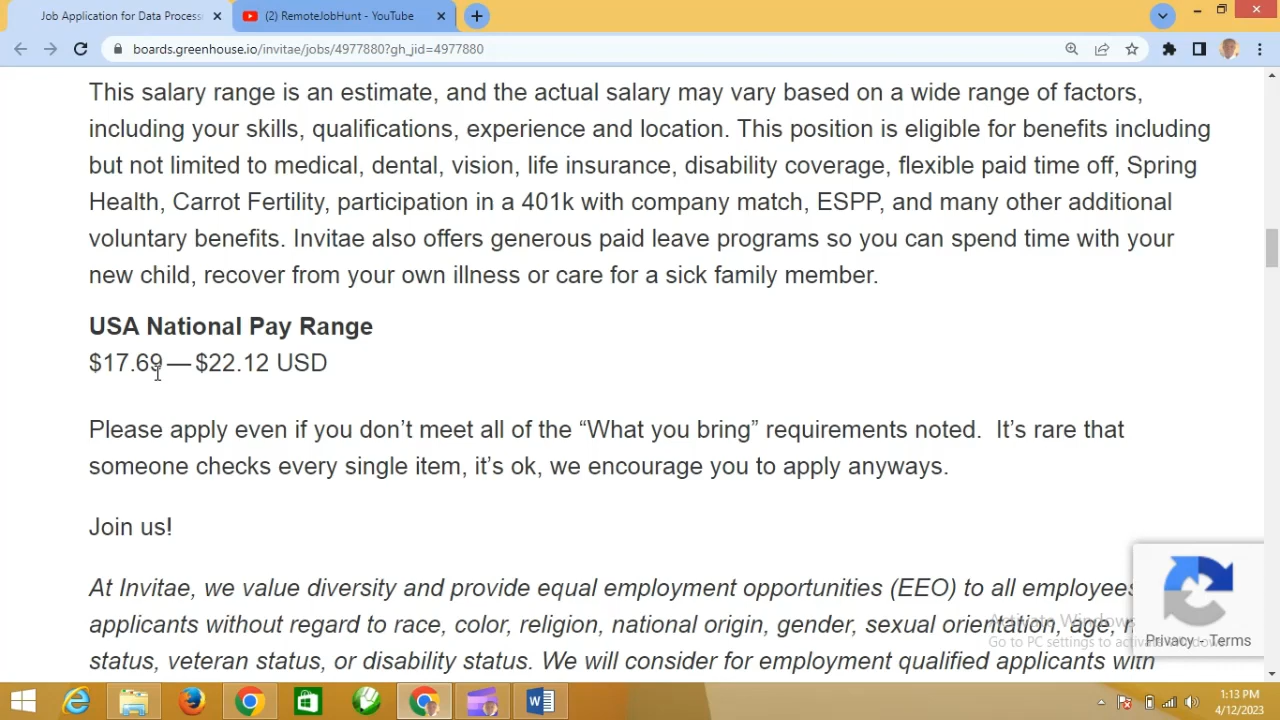 Job Application for Data Process
(2) RemoteJobHunt - YouTube
boards.greenhouse.io/invitae/jobs/4977880?gh_jid=4977880
This salary range is an estimate, and the actual salary may vary based on a wide range of factors,
including your skills, qualifications, experience and location. This position is eligible for benefits including
but not limited to medical, dental, vision, life insurance, disability coverage, flexible paid time off, Spring
Health, Carrot Fertility, participation in a 401k with company match, ESPP, and many other additional
voluntary benefits. Invitae also offers generous paid leave programs so you can spend time with your
new child, recover from your own illness or care for a sick family member.
USA National Pay Range
$17.69 — $22.12 USD
Please apply even if you don’t meet all of the “What you bring” requirements noted.  It’s rare that
someone checks every single item, it’s ok, we encourage you to apply anyways.
Join us!
At Invitae, we value diversity and provide equal employment opportunities (EEO) to all employees
applicants without regard to race, color, religion, national origin, gender, sexual orientation, age,
status, veteran status, or disability status. We will consider for employment qualified applicants with
Activate Windows
Go to PC settings to activate Windows.
Privacy - Terms
1:13 PM
4/12/2023